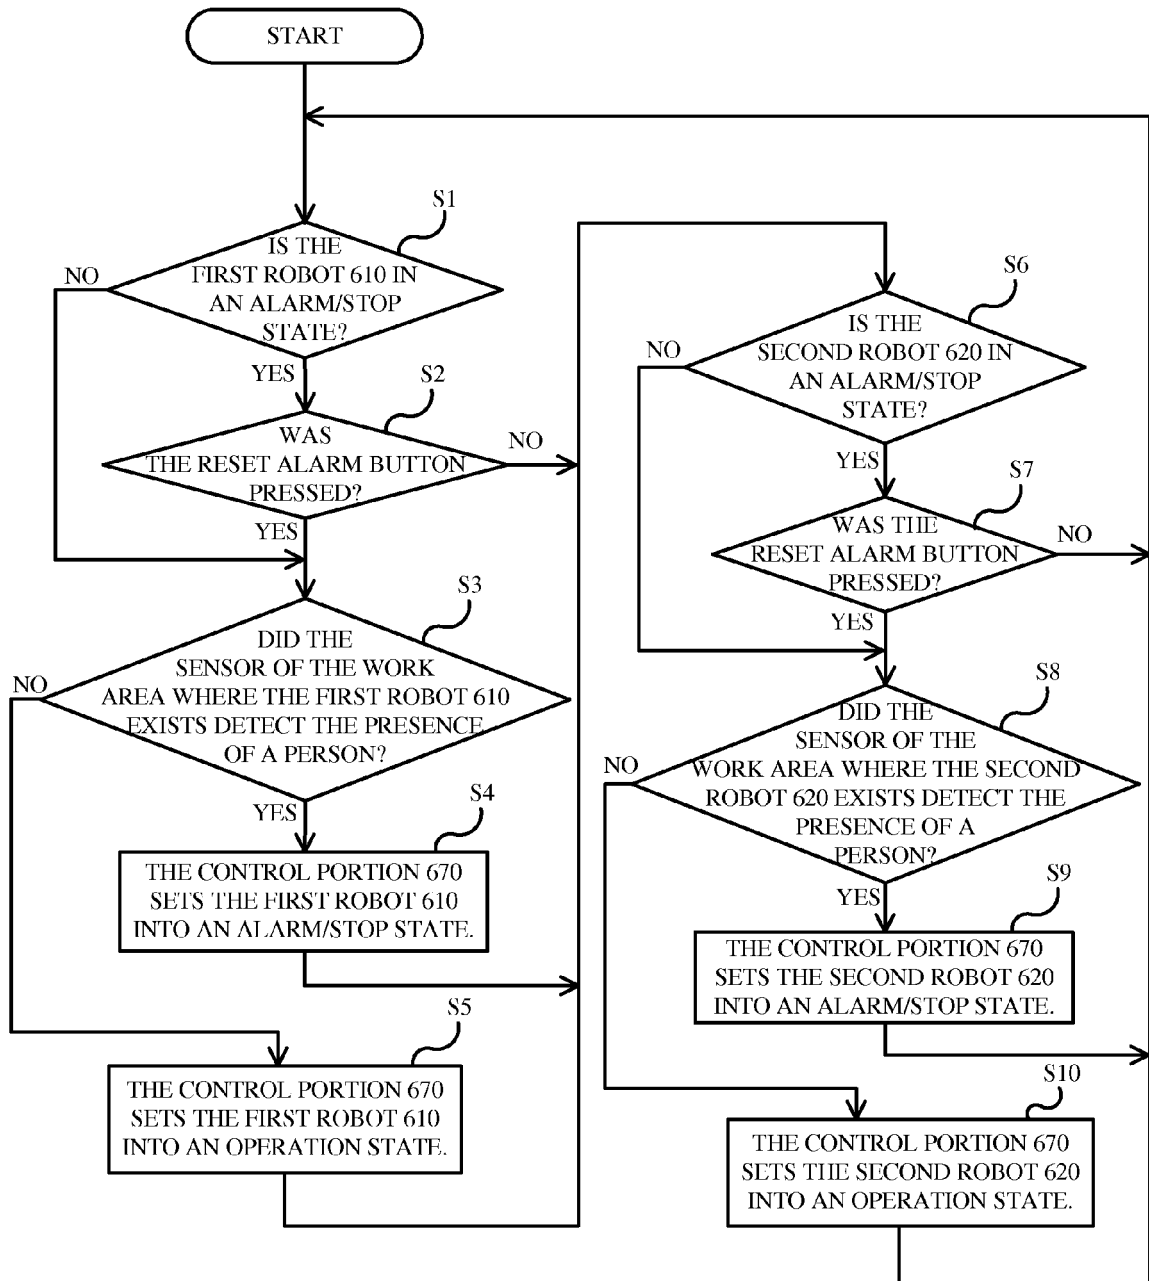 START
S1
IS THE
FIRST ROBOT 610 IN
AN ALARM/STOP
STATE?
NO
YES
S2
WAS
THE RESET ALARM BUTTON
PRESSED?
NO
YES
S3
DID THE
SENSOR OF THE WORK
AREA WHERE THE FIRST ROBOT 610
EXISTS DETECT THE PRESENCE
OF A PERSON?
NO
YES
S4
THE CONTROL PORTION 670
SETS THE FIRST ROBOT 610
INTO AN ALARM/STOP STATE.
S5
THE CONTROL PORTION 670
SETS THE FIRST ROBOT 610
INTO AN OPERATION STATE.
S6
IS THE
SECOND ROBOT 620 IN
AN ALARM/STOP
STATE?
NO
YES
S7
WAS THE
RESET ALARM BUTTON
PRESSED?
NO
YES
S8
DID THE
SENSOR OF THE
WORK AREA WHERE THE SECOND
ROBOT 620 EXISTS DETECT THE
PRESENCE OF A
PERSON?
NO
YES
S9
THE CONTROL PORTION 670
SETS THE SECOND ROBOT 620
INTO AN ALARM/STOP STATE.
S10
THE CONTROL PORTION 670
SETS THE SECOND ROBOT 620
INTO AN OPERATION STATE.